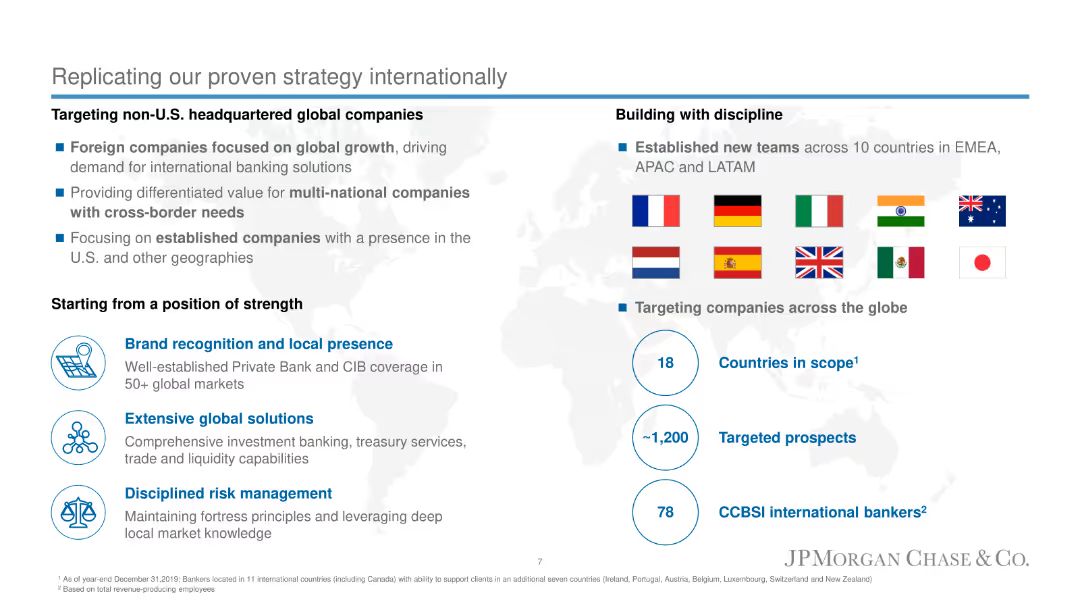 Replicating our proven strategy internationally
Targeting non-U.S. headquartered global companies
Foreign companies focused on global growth, driving
demand for international banking solutions
Providing differentiated value for multi-national companies
with cross-border needs
Focusing on established companies with a presence in the
U.S. and other geographies
Starting from a position of strength
Brand recognition and local presence
Well-established Private Bank and CIB coverage in
50+ global markets
Extensive global solutions
Comprehensive investment banking, treasury services,
trade and liquidity capabilities
Disciplined risk management
Maintaining fortress principles and leveraging deep
local market knowledge
Building with discipline
Established new teams across 10 countries in EMEA,
APAC and LATAM
Targeting companies across the globe
18 Countries in scope¹
~1,200 Targeted prospects
78 CCBSI international bankers²
7
JPMORGAN CHASE & CO.
¹ As of year-end December 31,2019; Bankers located in 11 international countries (including Canada) with ability to support clients in an additional seven countries (Ireland, Portugal, Austria, Belgium, Luxembourg, Switzerland and New Zealand)
² Based on total revenue-producing employees